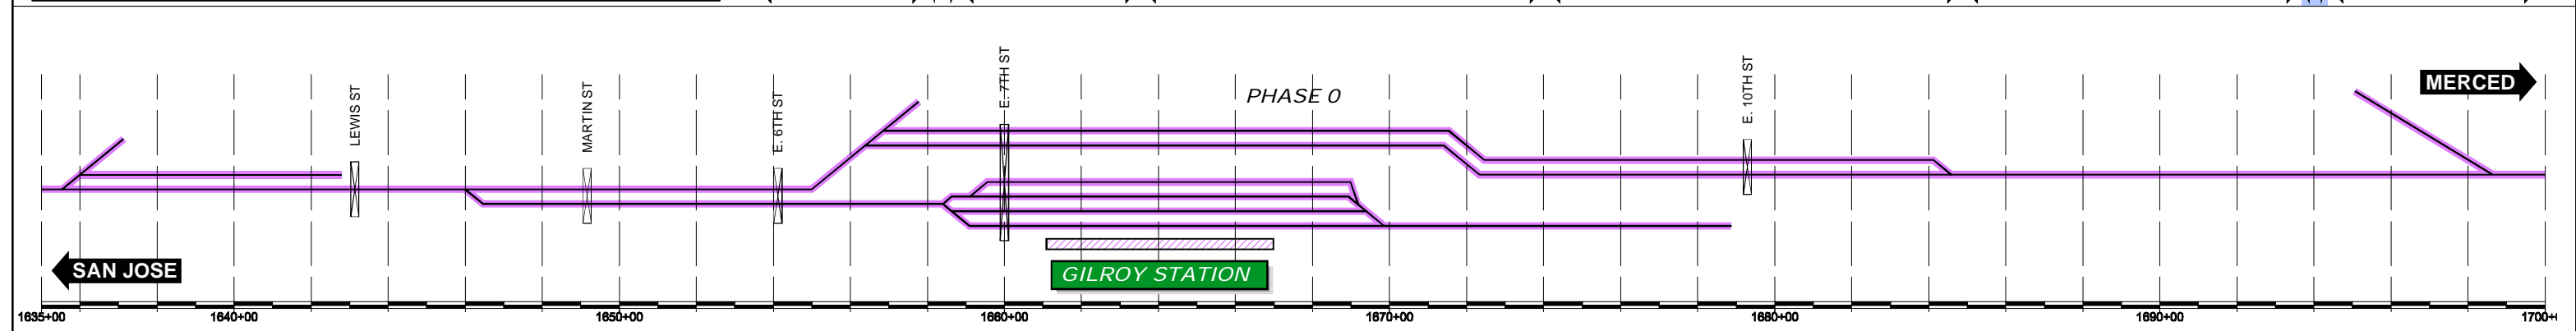 LEWIS ST
MARTIN ST
E. 6TH ST
E. 7TH ST
PHASE 0
E. 10TH ST
MERCED
SAN JOSE
GILROY STATION
1635+00 1640+00 1650+00 1660+00 1670+00 1680+00 1690+00